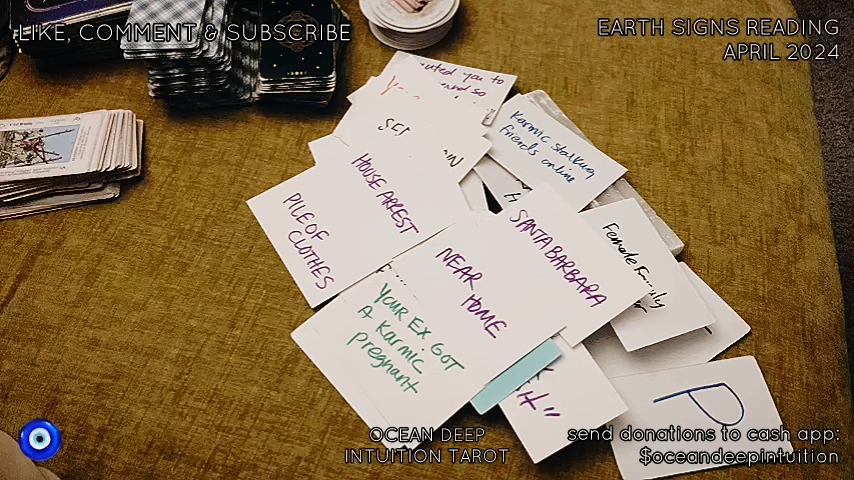 LIKE, COMMENT & SUBSCRIBE
EARTH SIGNS READING
APRIL 2024
you to
Karmic stalking
friends online
HOUSE ARREST
PILE OF
CLOTHES
SANTA BARBARA
Female Family
NEAR
HOME
YOUR EX GOT
A Karmic
pregnant
P
OCEAN DEEP
INTUITION TAROT
send donations to cash app:
$oceandeepintuition